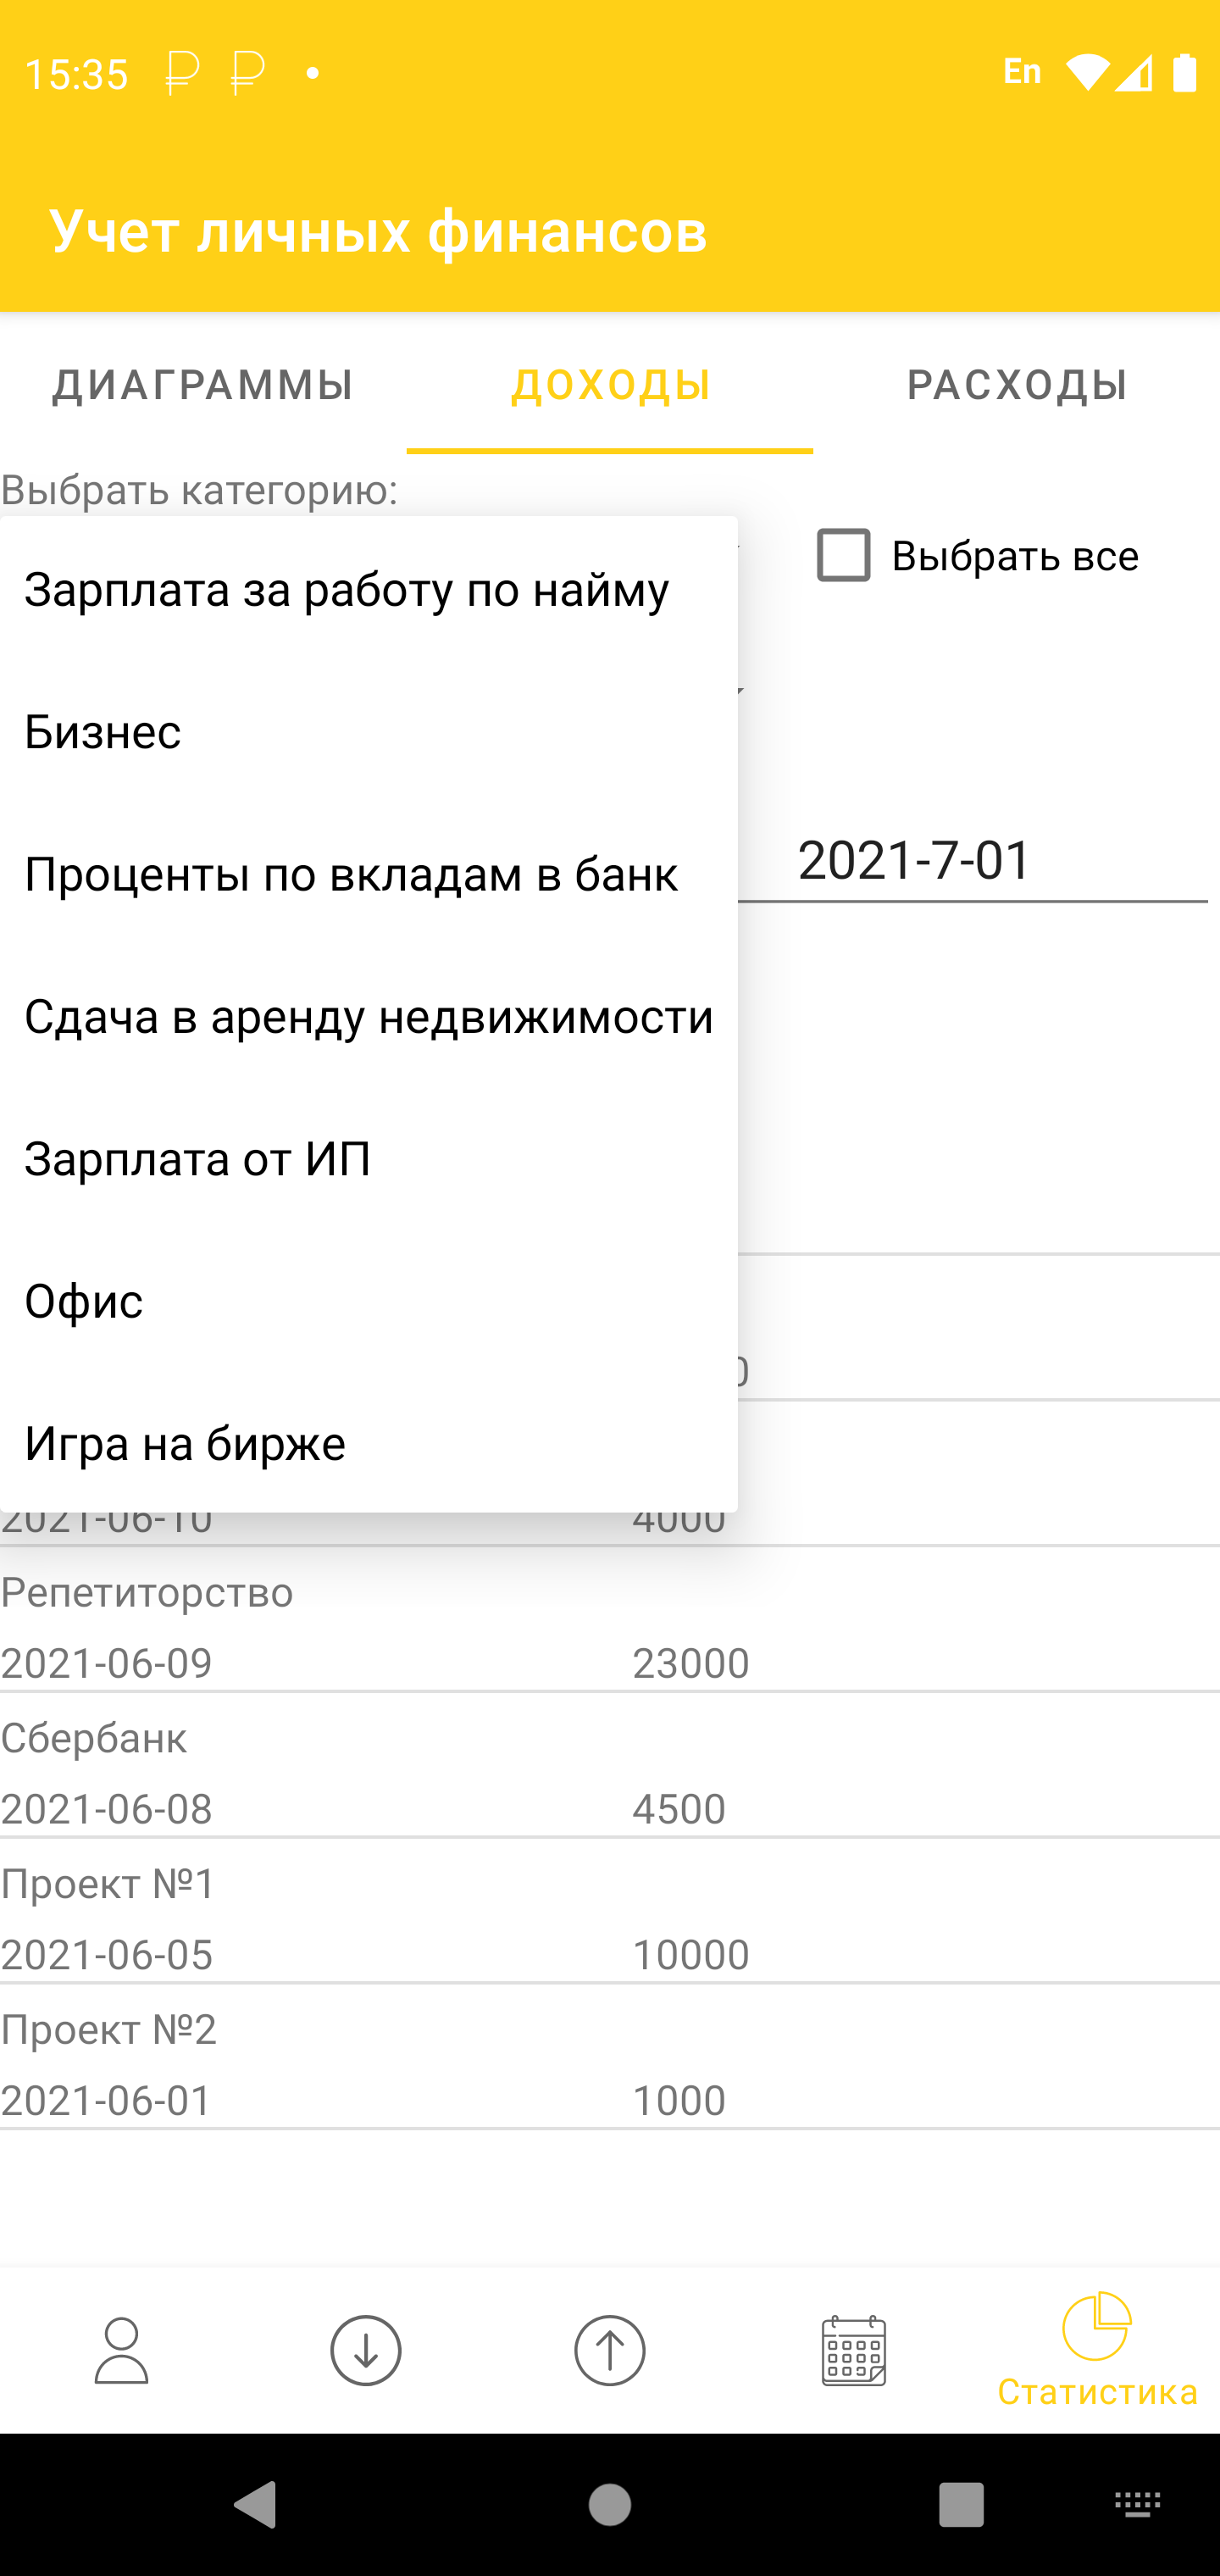 15:35 ₽ ₽ • En
Учет личных финансов
ДИАГРАММЫ ДОХОДЫ РАСХОДЫ
Выбрать категорию:
Выбрать все
Зарплата за работу по найму
Бизнес
2021-7-01
Проценты по вкладам в банк
Сдача в аренду недвижимости
Зарплата от ИП
Офис
Игра на бирже
2021-06-10 4000
Репетиторство
2021-06-09 23000
Сбербанк
2021-06-08 4500
Проект №1
2021-06-05 10000
Проект №2
2021-06-01 1000
Статистика